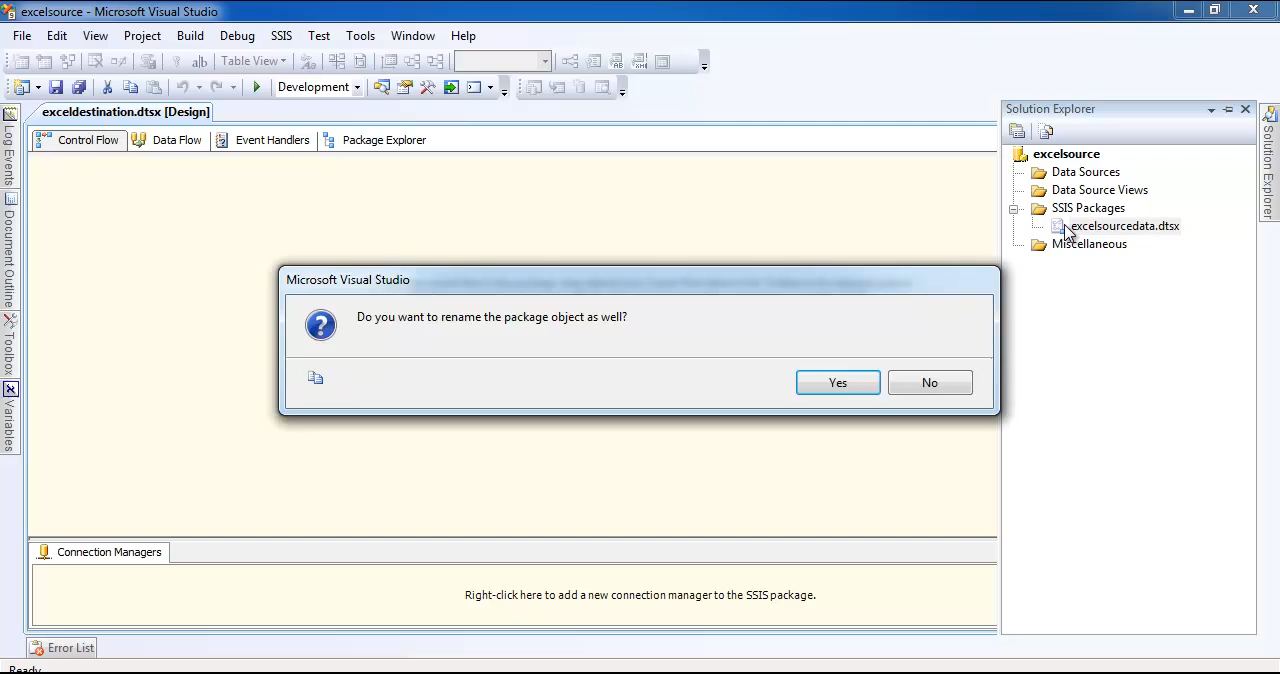 excelsource - Microsoft Visual Studio
File Edit View Project Build Debug SSIS Test Tools Window Help
Table View
Development
exceldestination.dtsx [Design]
Control Flow Data Flow Event Handlers Package Explorer
Log Events
Document Outline
Toolbox
Variables
Microsoft Visual Studio
Do you want to rename the package object as well?
Yes No
Connection Managers
Right-click here to add a new connection manager to the SSIS package.
Error List
Ready
Solution Explorer
excelsource
Data Sources
Data Source Views
SSIS Packages
excelsourcedata.dtsx
Miscellaneous
Solution Explorer